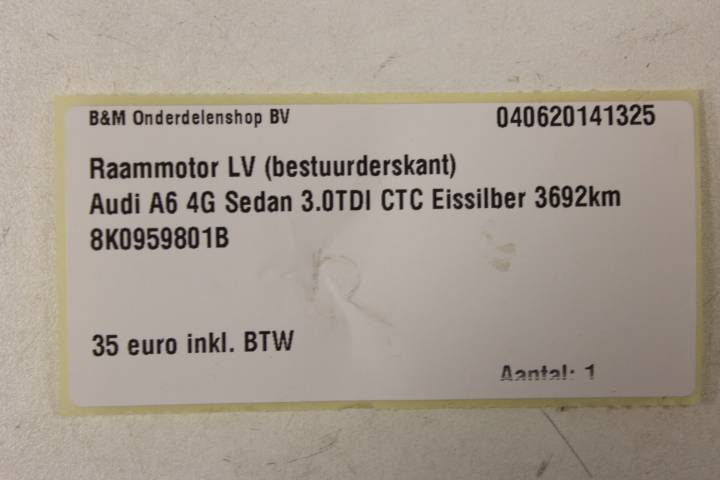 B&M Onderdelenshop BV 040620141325
Raammotor LV (bestuurderskant)
Audi A6 4G Sedan 3.0TDI CTC Eissilber 3692km
8K0959801B
35 euro inkl. BTW
Aantal: 1